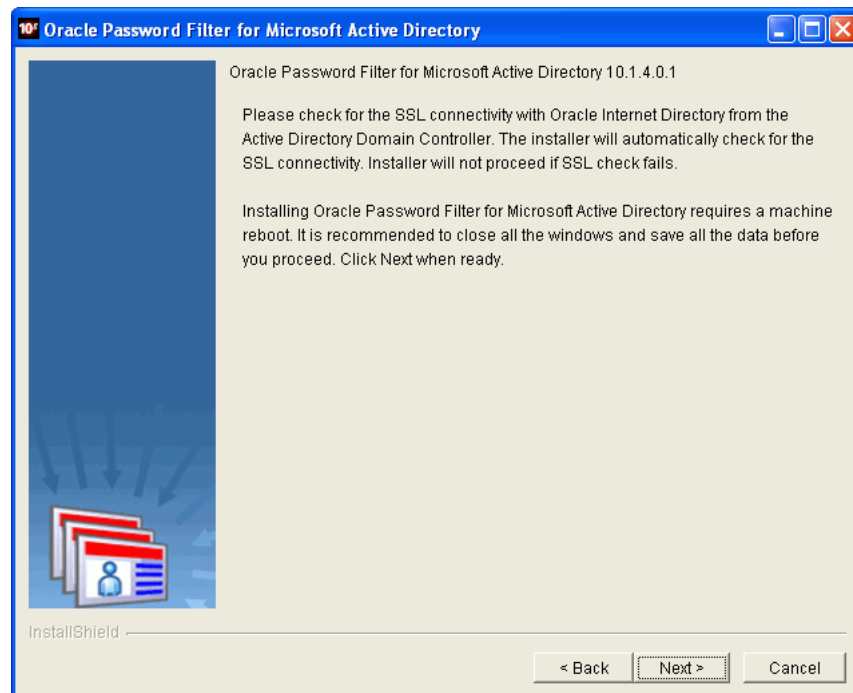 10g Oracle Password Filter for Microsoft Active Directory
Oracle Password Filter for Microsoft Active Directory 10.1.4.0.1
Please check for the SSL connectivity with Oracle Internet Directory from the
Active Directory Domain Controller. The installer will automatically check for the
SSL connectivity. Installer will not proceed if SSL check fails.
Installing Oracle Password Filter for Microsoft Active Directory requires a machine
reboot. It is recommended to close all the windows and save all the data before
you proceed. Click Next when ready.
InstallShield
< Back
Next >
Cancel